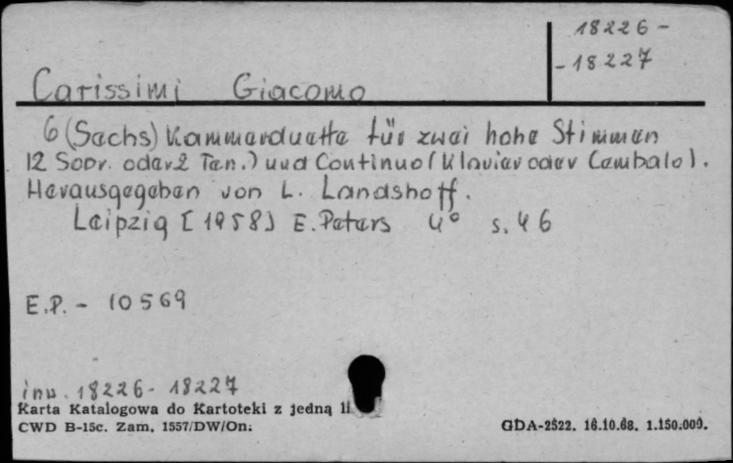 18226 -
- 18227
Carissimi Giacomo
6 (Sechs) Kammerduette für zwei hohe Stimmen
(2 Sopr. oder 2 Ten.) und Continuo (Klavier oder Cembalo).
Herausgegeben von L. Landshoff.
Leipzig [1958] E. Peters 4° s. 46
E.P. - 10569
inw. 18226 - 18227
Karta Katalogowa do Kartoteki z jedną li
CWD B-15c. Zam. 1557/DW/On.
GDA-2522. 16.10.68. 1.150.000.